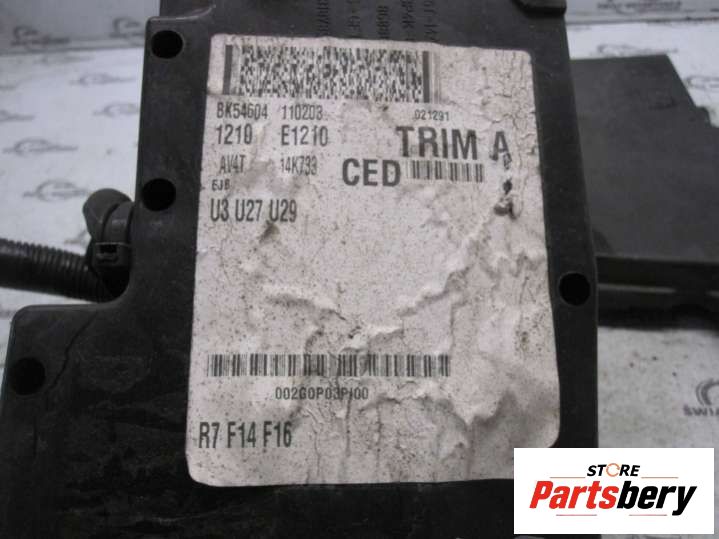 BK54604 110203 021291
1210 E1210 TRIM A
AV4T 14K733 CED
EJB
U3 U27 U29
002G0P03PJ00
R7 F14 F16
STORE
Partsbery